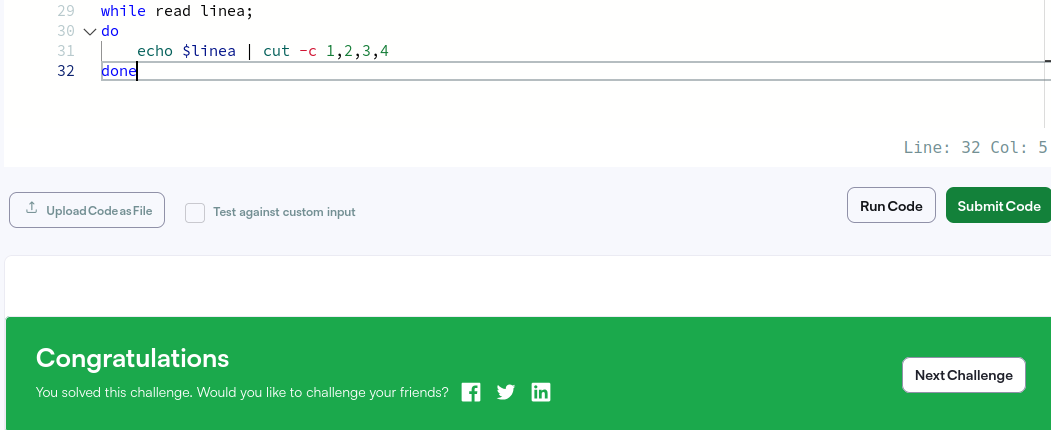 29 while read linea;
30 do
31 echo $linea | cut -c 1,2,3,4
32 done
Line: 32 Col: 5
Upload Code as File
Test against custom input
Run Code
Submit Code
Congratulations
You solved this challenge. Would you like to challenge your friends?
Next Challenge